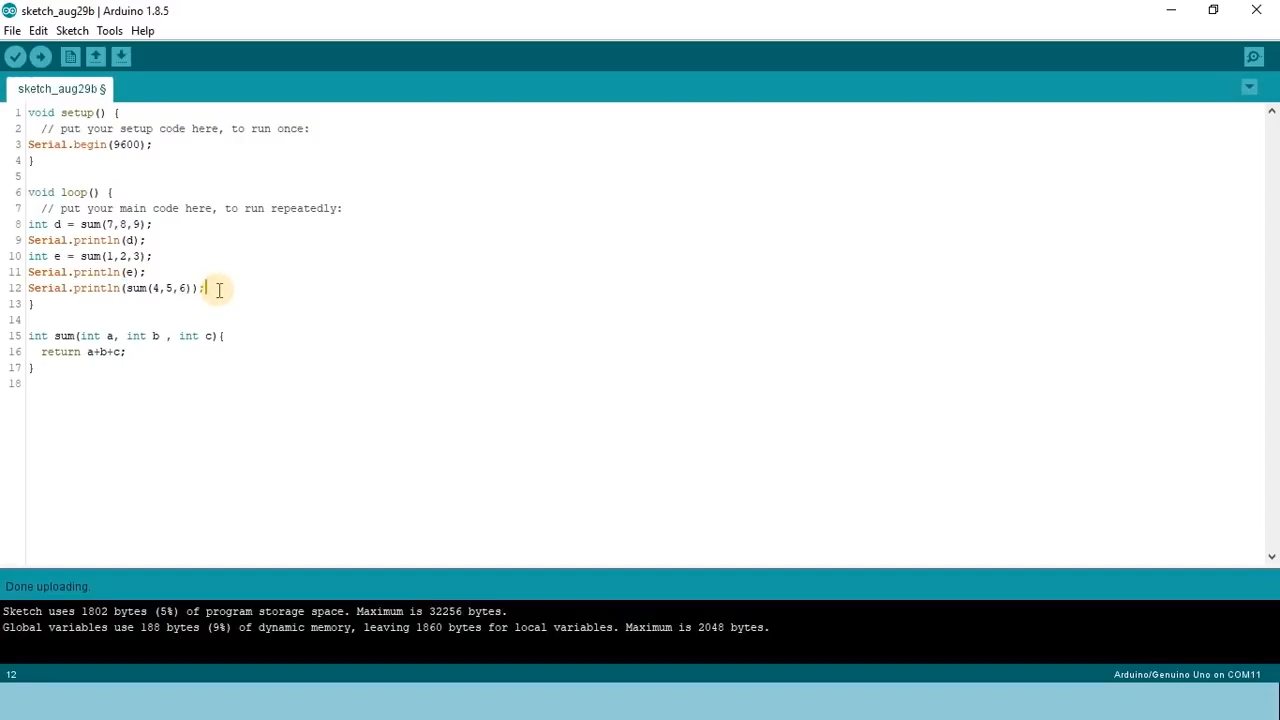 sketch_aug29b | Arduino 1.8.5
File Edit Sketch Tools Help
sketch_aug29b §
1 void setup() {
2   // put your setup code here, to run once:
3 Serial.begin(9600);
4 }
5
6 void loop() {
7   // put your main code here, to run repeatedly:
8 int d = sum(7,8,9);
9 Serial.println(d);
10 int e = sum(1,2,3);
11 Serial.println(e);
12 Serial.println(sum(4,5,6));
13 }
14
15 int sum(int a, int b , int c){
16   return a+b+c;
17 }
18
Done uploading.
Sketch uses 1802 bytes (5%) of program storage space. Maximum is 32256 bytes.
Global variables use 188 bytes (9%) of dynamic memory, leaving 1860 bytes for local variables. Maximum is 2048 bytes.
12 Arduino/Genuino Uno on COM11